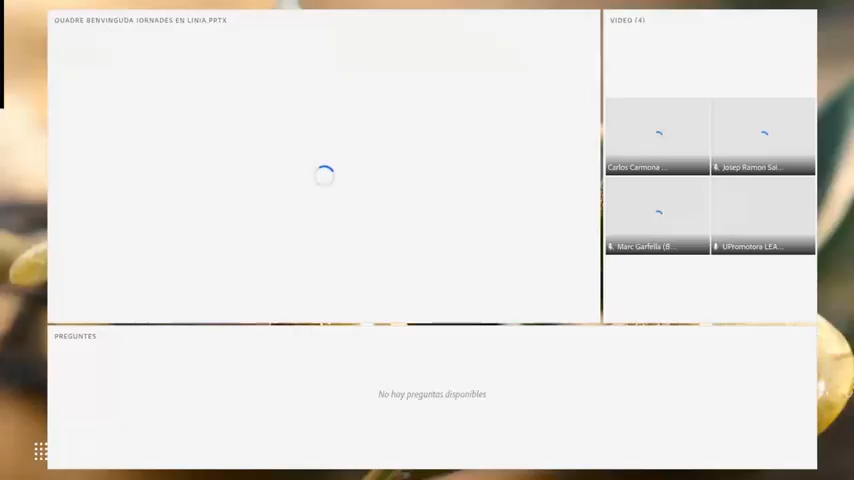 QUADRE BENVINGUDA JORNADES EN LINIA.PPTX
VIDEO (4)
Carlos Carmona ...
Josep Ramon Sai...
Marc Garfella (B...
UPromotora LEA...
PREGUNTES
No hay preguntas disponibles